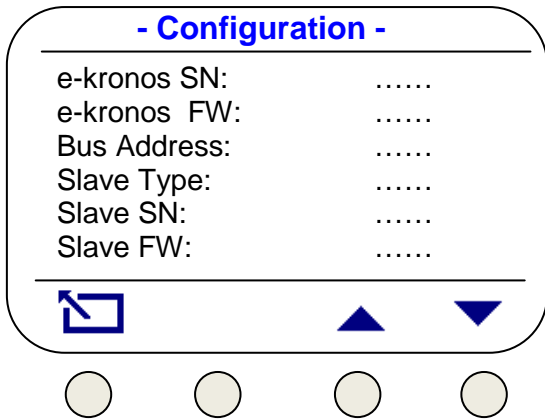 - Configuration -
e-kronos SN: ……
e-kronos  FW: ……
Bus Address: ……
Slave Type: ……
Slave SN: ……
Slave FW: ……